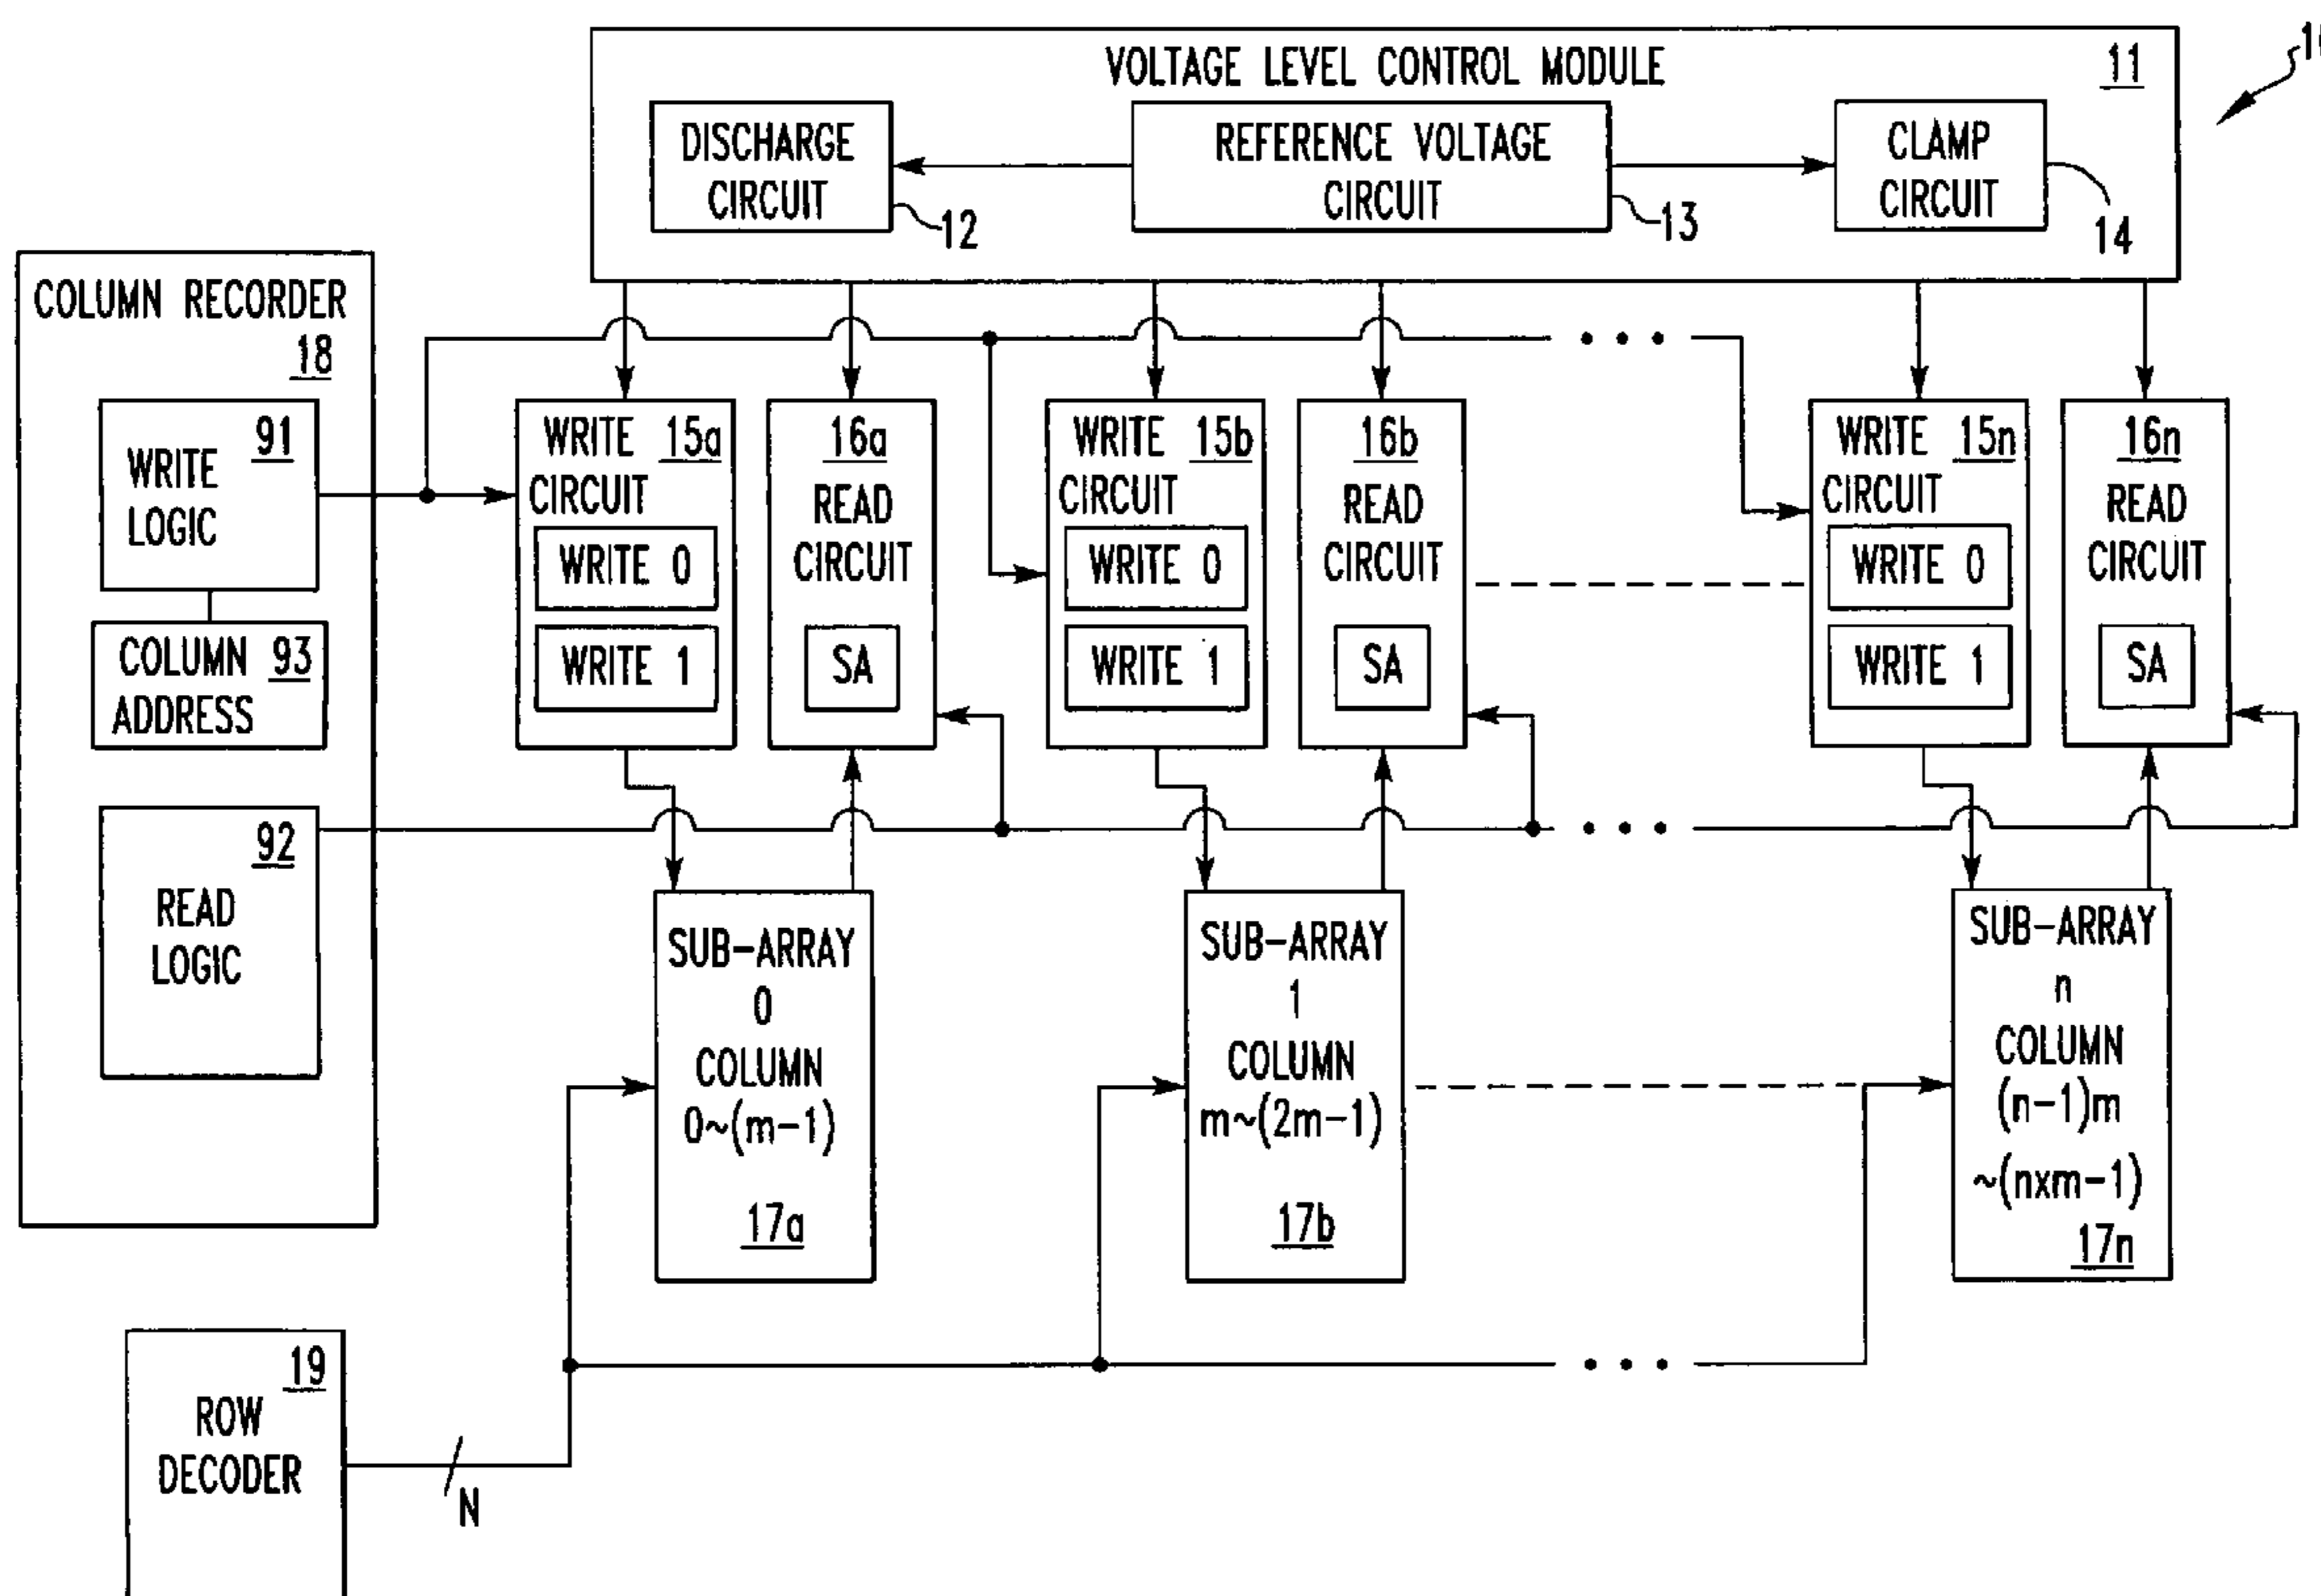 VOLTAGE LEVEL CONTROL MODULE
11
DISCHARGE
CIRCUIT
12
REFERENCE VOLTAGE
CIRCUIT
13
CLAMP
CIRCUIT
14
COLUMN RECORDER
18
WRITE
LOGIC
91
COLUMN 93
ADDRESS
READ
LOGIC
92
WRITE 15a
CIRCUIT
WRITE 0
WRITE 1
16a
READ
CIRCUIT
SA
WRITE 15b
CIRCUIT
WRITE 0
WRITE 1
16b
READ
CIRCUIT
SA
• • •
WRITE 15n
CIRCUIT
WRITE 0
WRITE 1
16n
READ
CIRCUIT
SA
• • •
SUB-ARRAY
0
COLUMN
0~(m-1)
17a
SUB-ARRAY
1
COLUMN
m~(2m-1)
17b
SUB-ARRAY
n
COLUMN
(n-1)m
~(nxm-1)
17n
• • •
19
ROW
DECODER
N